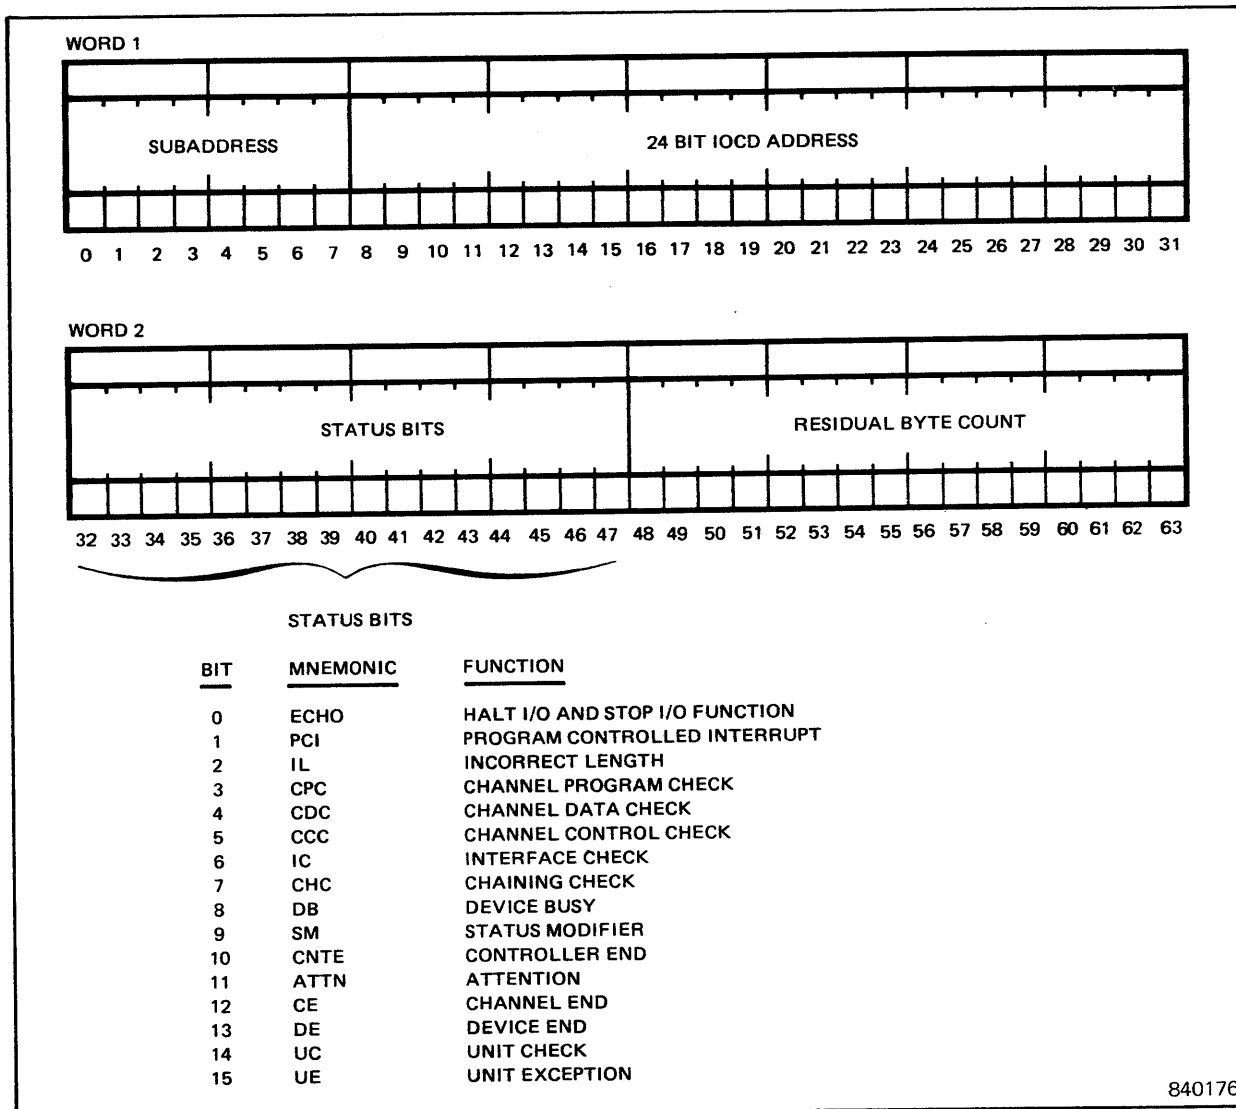 WORD 1
SUBADDRESS 24 BIT IOCD ADDRESS
0 1 2 3 4 5 6 7 8 9 10 11 12 13 14 15 16 17 18 19 20 21 22 23 24 25 26 27 28 29 30 31
WORD 2
STATUS BITS RESIDUAL BYTE COUNT
32 33 34 35 36 37 38 39 40 41 42 43 44 45 46 47 48 49 50 51 52 53 54 55 56 57 58 59 60 61 62 63
STATUS BITS
BIT MNEMONIC FUNCTION
0 ECHO HALT I/O AND STOP I/O FUNCTION
1 PCI PROGRAM CONTROLLED INTERRUPT
2 IL INCORRECT LENGTH
3 CPC CHANNEL PROGRAM CHECK
4 CDC CHANNEL DATA CHECK
5 CCC CHANNEL CONTROL CHECK
6 IC INTERFACE CHECK
7 CHC CHAINING CHECK
8 DB DEVICE BUSY
9 SM STATUS MODIFIER
10 CNTE CONTROLLER END
11 ATTN ATTENTION
12 CE CHANNEL END
13 DE DEVICE END
14 UC UNIT CHECK
15 UE UNIT EXCEPTION
840176